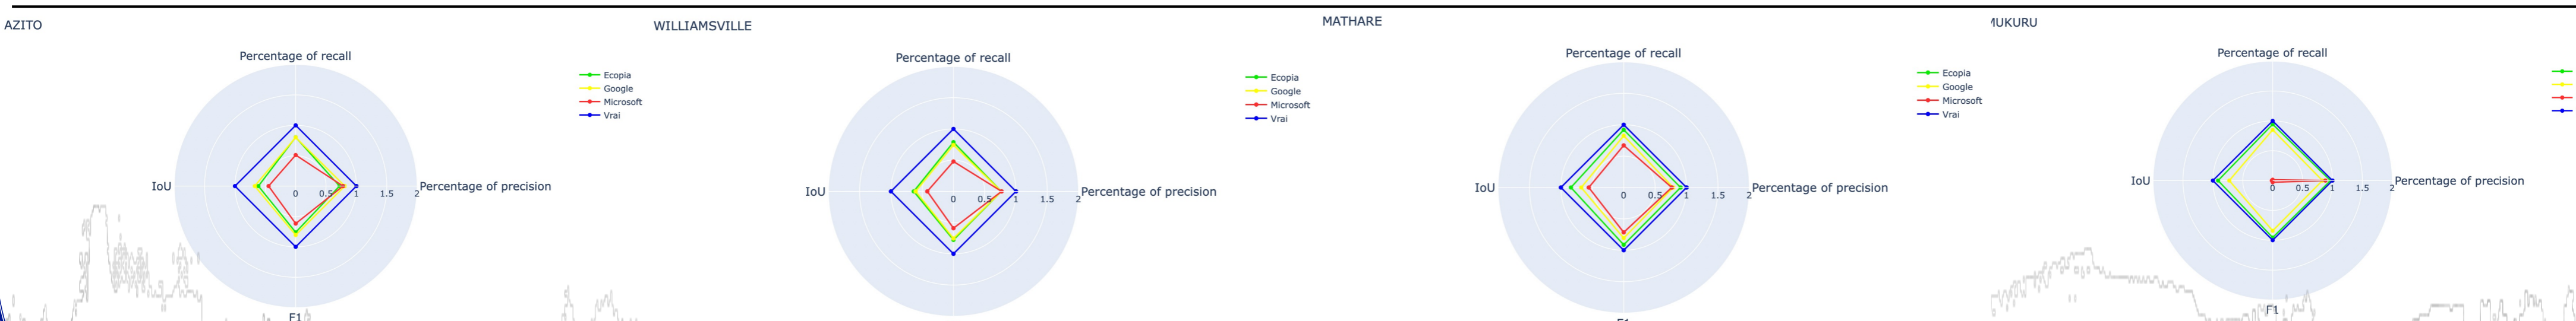 AZITO
Percentage of recall
Ecopia
Google
Microsoft
Vrai
IoU
0 0.5 1 1.5 2
Percentage of precision
F1
WILLIAMSVILLE
Percentage of recall
Ecopia
Google
Microsoft
Vrai
IoU
0 0.5 1 1.5 2
Percentage of precision
MATHARE
Percentage of recall
Ecopia
Google
Microsoft
Vrai
IoU
0 0.5 1 1.5 2
Percentage of precision
F1
MUKURU
Percentage of recall
IoU
0 0.5 1 1.5 2
Percentage of precision
F1